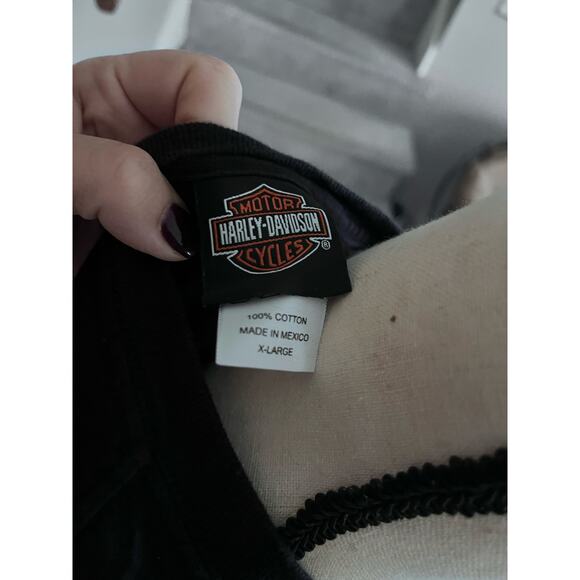 MOTOR
HARLEY-DAVIDSON
CYCLES
®
100% COTTON
MADE IN MEXICO
X-LARGE